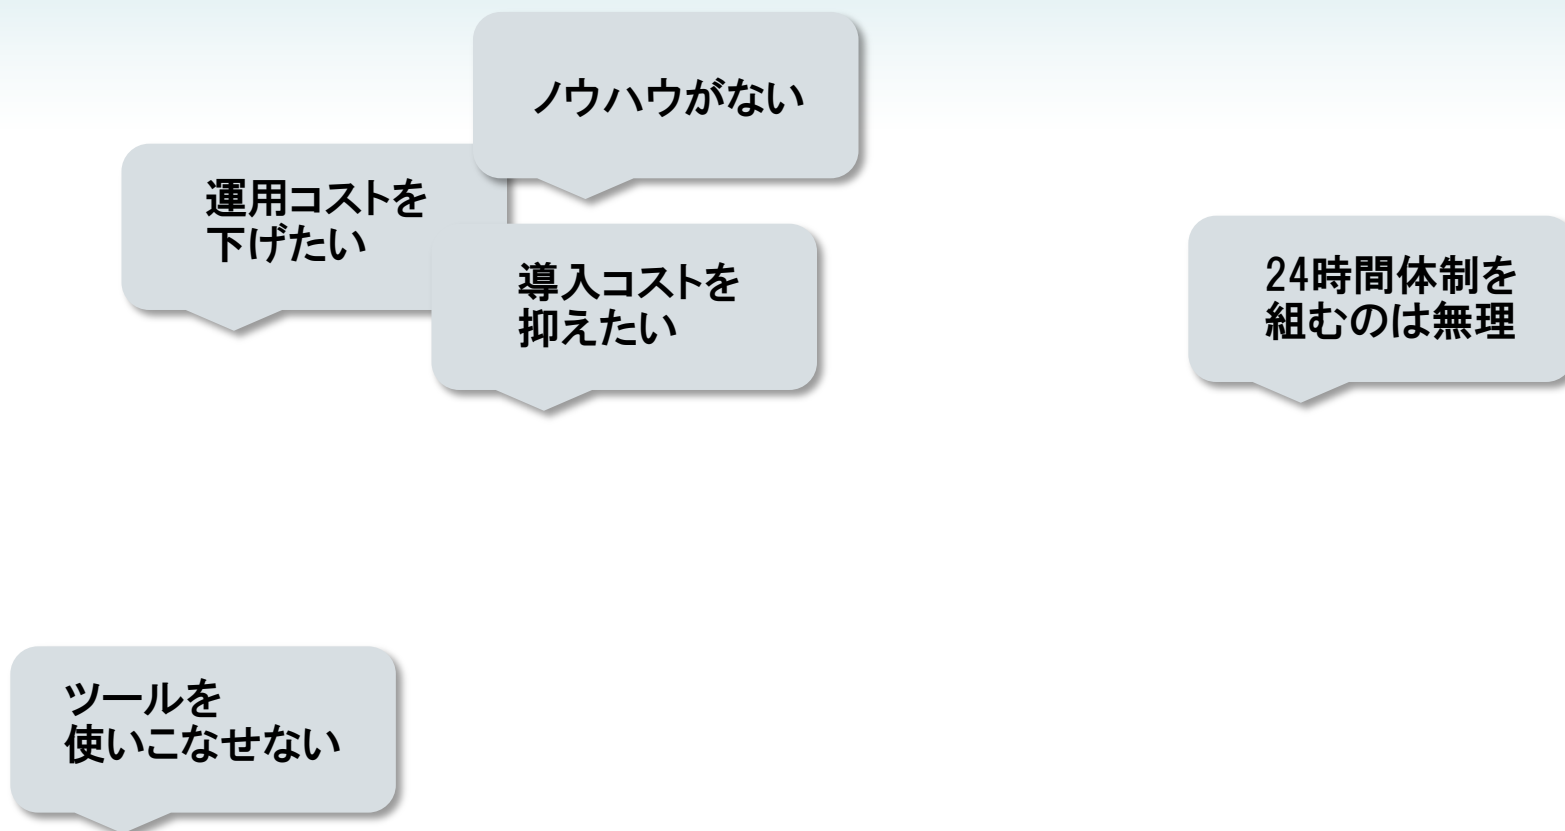 ノウハウがない
運用コストを
下げたい
導入コストを
抑えたい
24時間体制を
組むのは無理
ツールを
使いこなせない